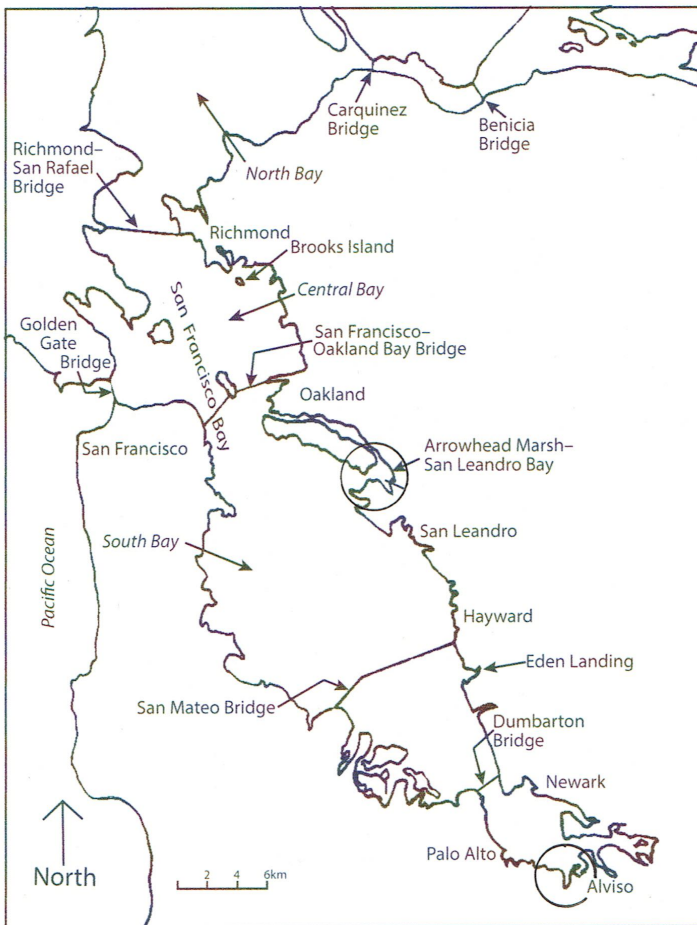 Carquinez
Bridge
Benicia
Bridge
North Bay
Richmond–
San Rafael
Bridge
Richmond
Brooks Island
Central Bay
San Francisco Bay
Golden
Gate
Bridge
San Francisco–
Oakland Bay Bridge
Oakland
San Francisco
Arrowhead Marsh–
San Leandro Bay
San Leandro
South Bay
Pacific Ocean
Hayward
Eden Landing
San Mateo Bridge
Dumbarton
Bridge
Newark
Palo Alto
Alviso
North
2 4 6km